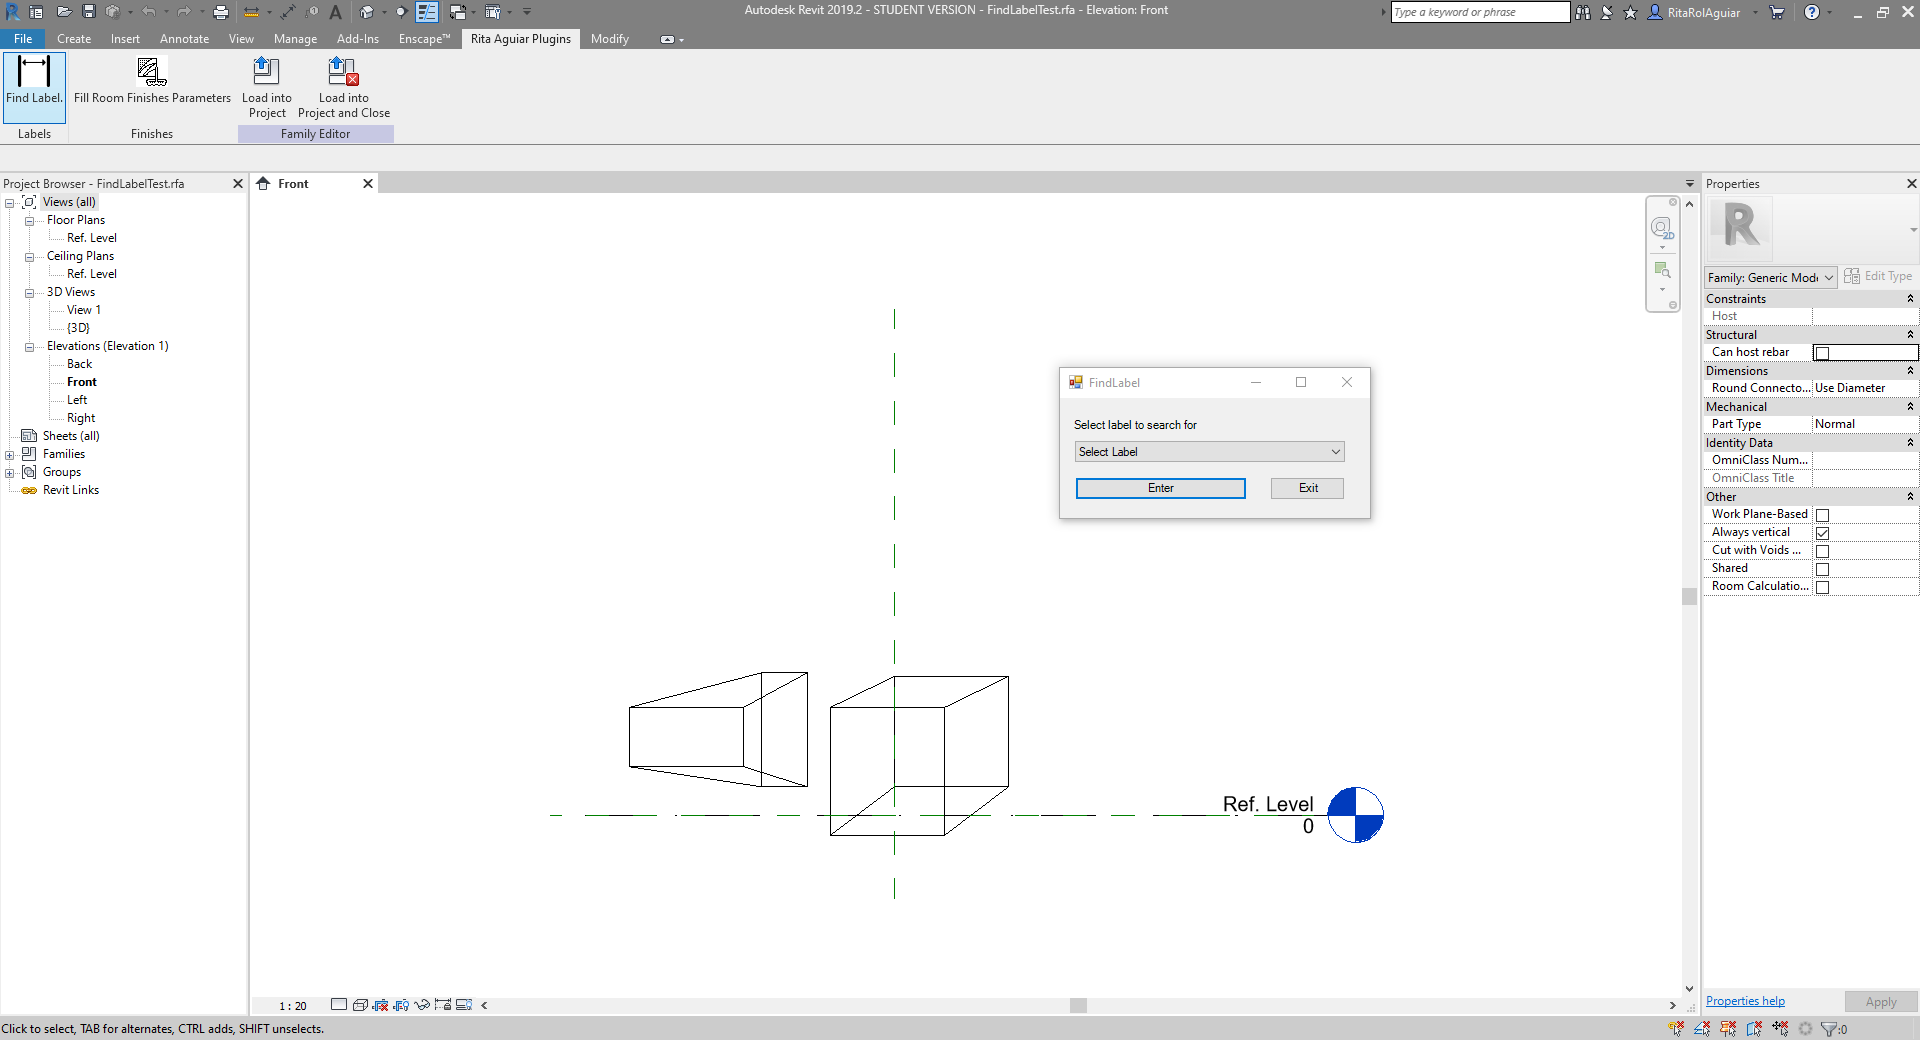 Autodesk Revit 2019.2 - STUDENT VERSION - FindLabelTest.rfa - Elevation: Front
Type a keyword or phrase
RitaRolAguiar
File Create Insert Annotate View Manage Add-Ins Enscape™ Rita Aguiar Plugins Modify
Find Label.
Fill Room Finishes Parameters
Load into
Project
Load into
Project and Close
Labels
Finishes
Family Editor
Project Browser - FindLabelTest.rfa
Views (all)
Floor Plans
Ref. Level
Ceiling Plans
Ref. Level
3D Views
View 1
{3D}
Elevations (Elevation 1)
Back
Front
Left
Right
Sheets (all)
Families
Groups
Revit Links
Front
2D
FindLabel
Select label to search for
Select Label
Enter
Exit
Ref. Level
0
Properties
R
Family: Generic Mod
Edit Type
Constraints
Host
Structural
Can host rebar
Dimensions
Round Connecto... Use Diameter
Mechanical
Part Type Normal
Identity Data
OmniClass Num...
OmniClass Title
Other
Work Plane-Based
Always vertical
Cut with Voids ...
Shared
Room Calculatio...
Properties help
Apply
1 : 20
Click to select, TAB for alternates, CTRL adds, SHIFT unselects.
:0